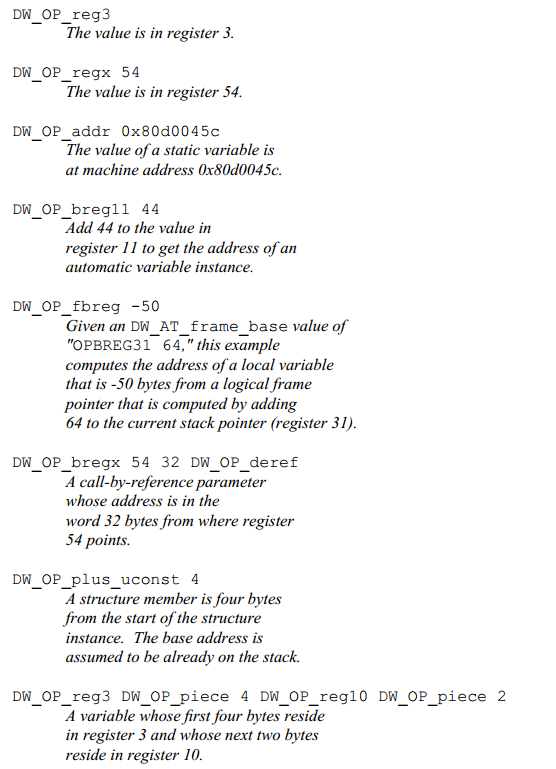 DW_OP_reg3
The value is in register 3.
DW_OP_regx 54
The value is in register 54.
DW_OP_addr 0x80d0045c
The value of a static variable is
at machine address 0x80d0045c.
DW_OP_breg11 44
Add 44 to the value in
register 11 to get the address of an
automatic variable instance.
DW_OP_fbreg -50
Given an DW_AT_frame_base value of
"OPBREG31 64," this example
computes the address of a local variable
that is -50 bytes from a logical frame
pointer that is computed by adding
64 to the current stack pointer (register 31).
DW_OP_bregx 54 32 DW_OP_deref
A call-by-reference parameter
whose address is in the
word 32 bytes from where register
54 points.
DW_OP_plus_uconst 4
A structure member is four bytes
from the start of the structure
instance. The base address is
assumed to be already on the stack.
DW_OP_reg3 DW_OP_piece 4 DW_OP_reg10 DW_OP_piece 2
A variable whose first four bytes reside
in register 3 and whose next two bytes
reside in register 10.